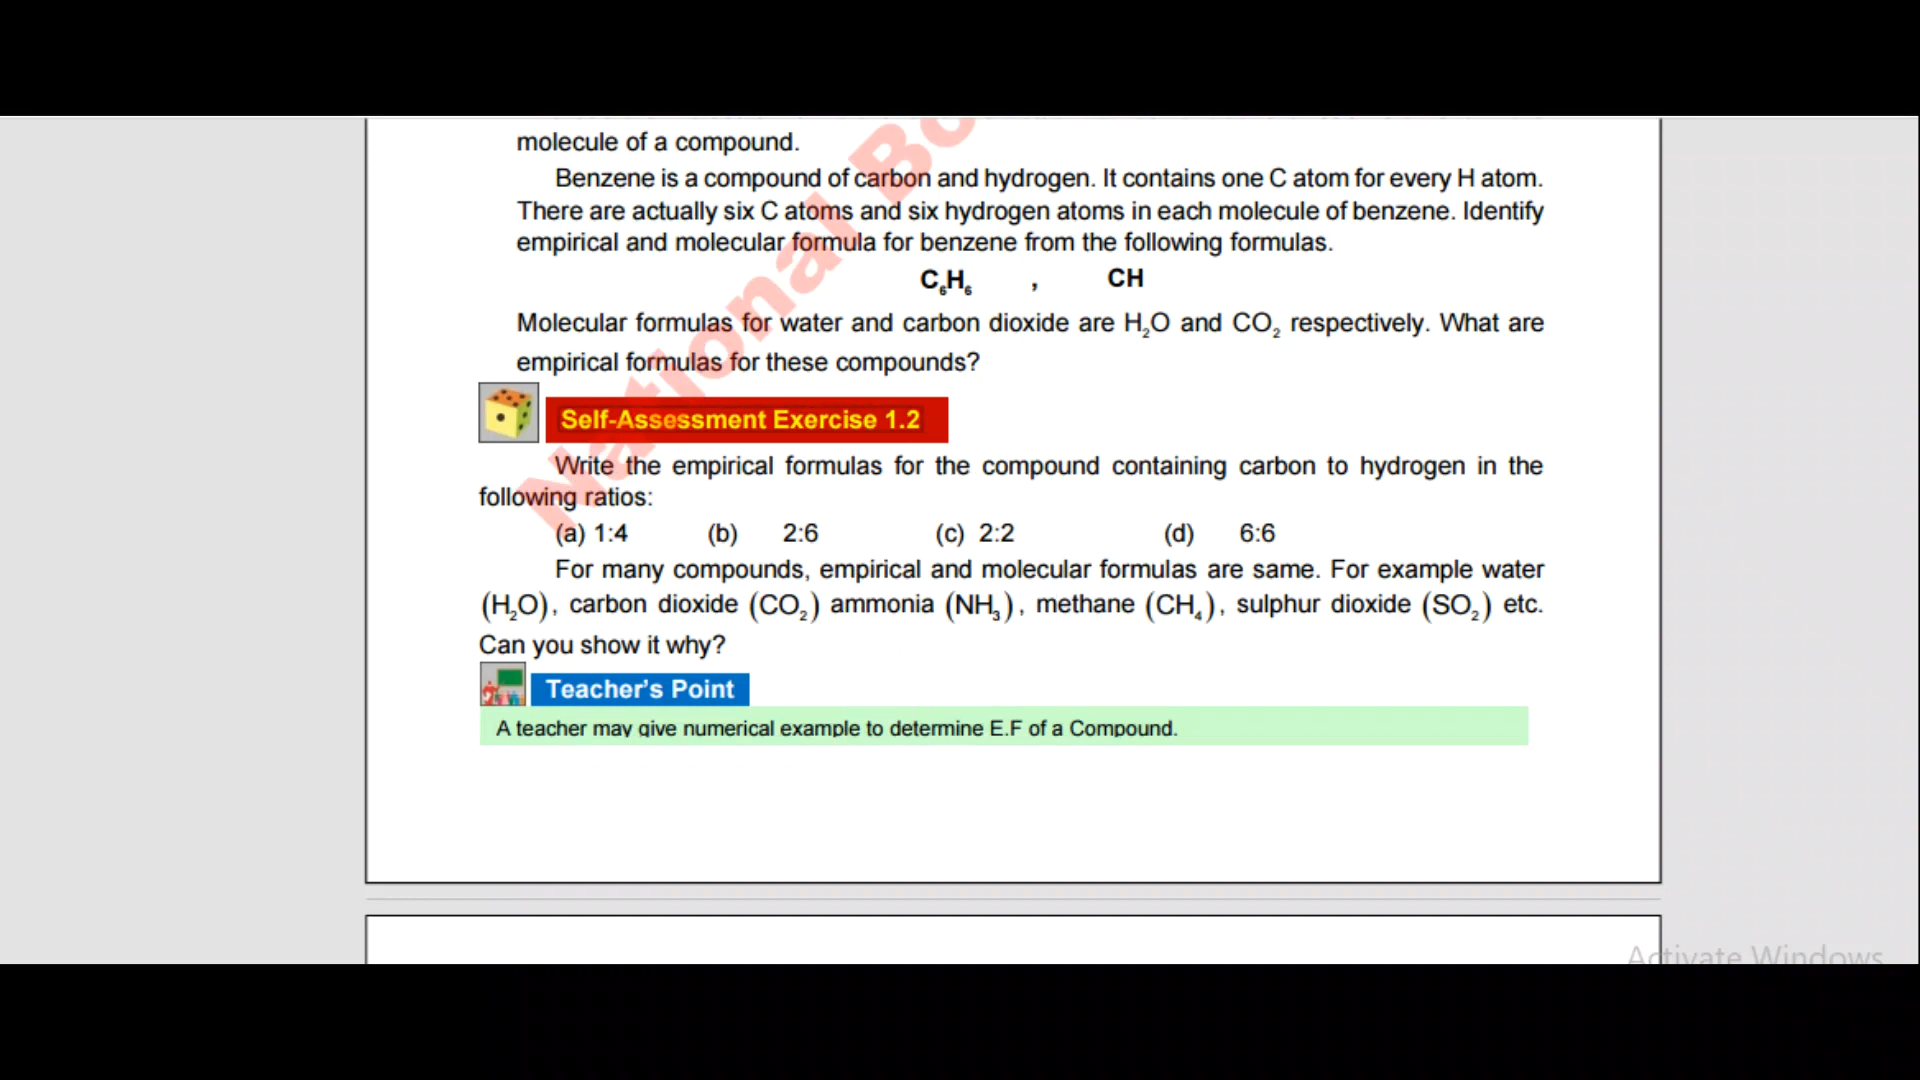 molecule of a compound.
Benzene is a compound of carbon and hydrogen. It contains one C atom for every H atom.
There are actually six C atoms and six hydrogen atoms in each molecule of benzene. Identify
empirical and molecular formula for benzene from the following formulas.
C₆H₆ , CH
Molecular formulas for water and carbon dioxide are H₂O and CO₂ respectively. What are
empirical formulas for these compounds?
Self-Assessment Exercise 1.2
Write the empirical formulas for the compound containing carbon to hydrogen in the
following ratios:
(a) 1:4 (b) 2:6 (c) 2:2 (d) 6:6
For many compounds, empirical and molecular formulas are same. For example water
(H₂O), carbon dioxide (CO₂) ammonia (NH₃), methane (CH₄), sulphur dioxide (SO₂) etc.
Can you show it why?
Teacher's Point
A teacher may give numerical example to determine E.F of a Compound.
National
Activate Windows